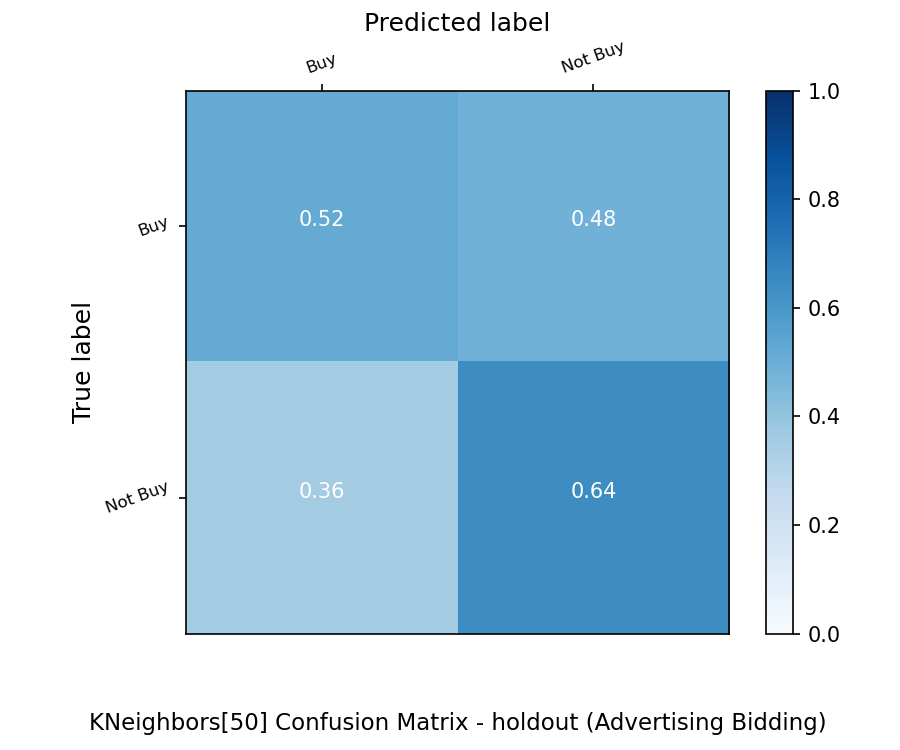 Predicted label
Buy
Not Buy
1.0
0.8
Buy
0.52
0.48
0.6
True label
0.4
Not Buy
0.36
0.64
0.2
0.0
KNeighbors[50] Confusion Matrix - holdout (Advertising Bidding)